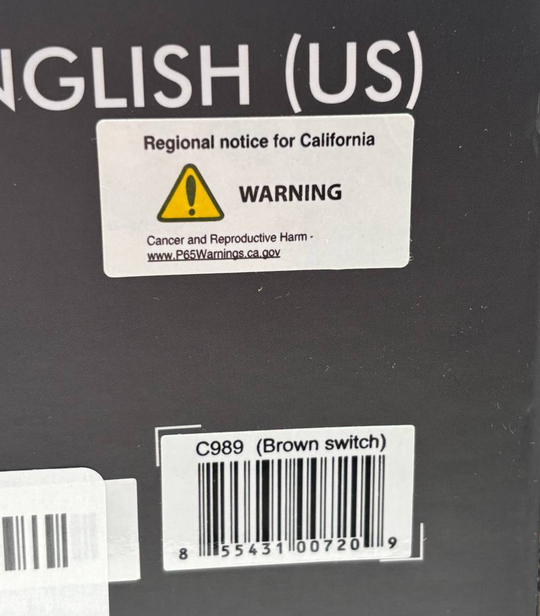 NGLISH (US)
Regional notice for California
WARNING
Cancer and Reproductive Harm -
www.P65Warnings.ca.gov
C989 (Brown switch)
8 55431 00720 9